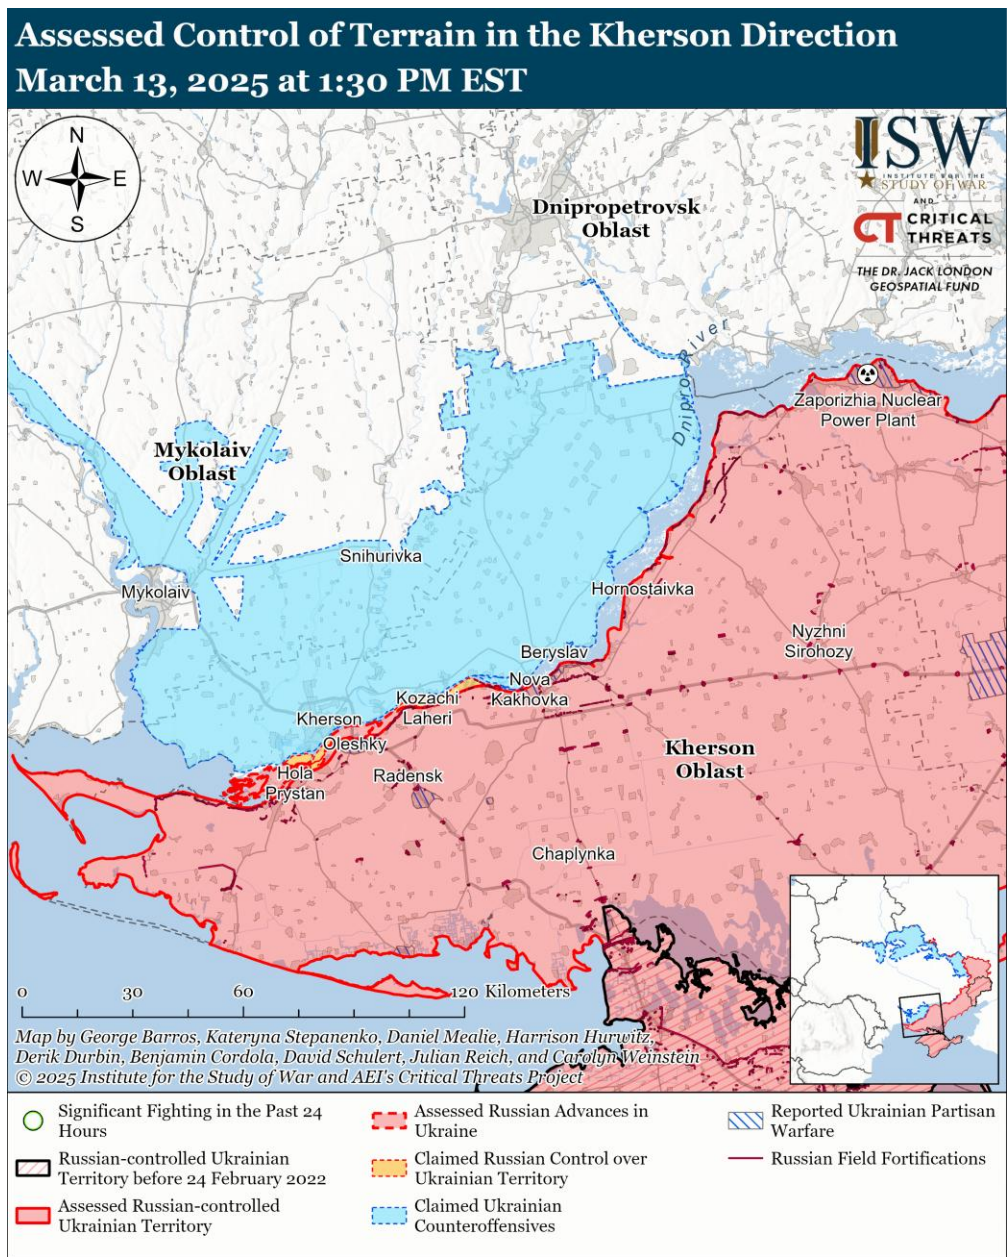 Assessed Control of Terrain in the Kherson Direction
March 13, 2025 at 1:30 PM EST
N
W
E
S
ISW
INSTITUTE FOR THE
STUDY OF WAR
AND
CT CRITICAL
THREATS
THE DR. JACK LONDON
GEOSPATIAL FUND
Dnipropetrovsk
Oblast
Dnipro River
Zaporizhia Nuclear
Power Plant
Mykolaiv
Oblast
Snihurivka
Mykolaiv
Hornostaivka
Nyzhni
Sirohozy
Beryslav
Nova
Kakhovka
Kozachi
Laheri
Kherson
Oleshky
Kherson
Oblast
Hola
Prystan
Radensk
Chaplynka
0
30
60
120 Kilometers
Map by George Barros, Kateryna Stepanenko, Daniel Mealie, Harrison Hurwitz,
Derik Durbin, Benjamin Cordola, David Schulert, Julian Reich, and Carolyn Weinstein
© 2025 Institute for the Study of War and AEI's Critical Threats Project
Significant Fighting in the Past 24
Hours
Russian-controlled Ukrainian
Territory before 24 February 2022
Assessed Russian-controlled
Ukrainian Territory
Assessed Russian Advances in
Ukraine
Claimed Russian Control over
Ukrainian Territory
Claimed Ukrainian
Counteroffensives
Reported Ukrainian Partisan
Warfare
Russian Field Fortifications